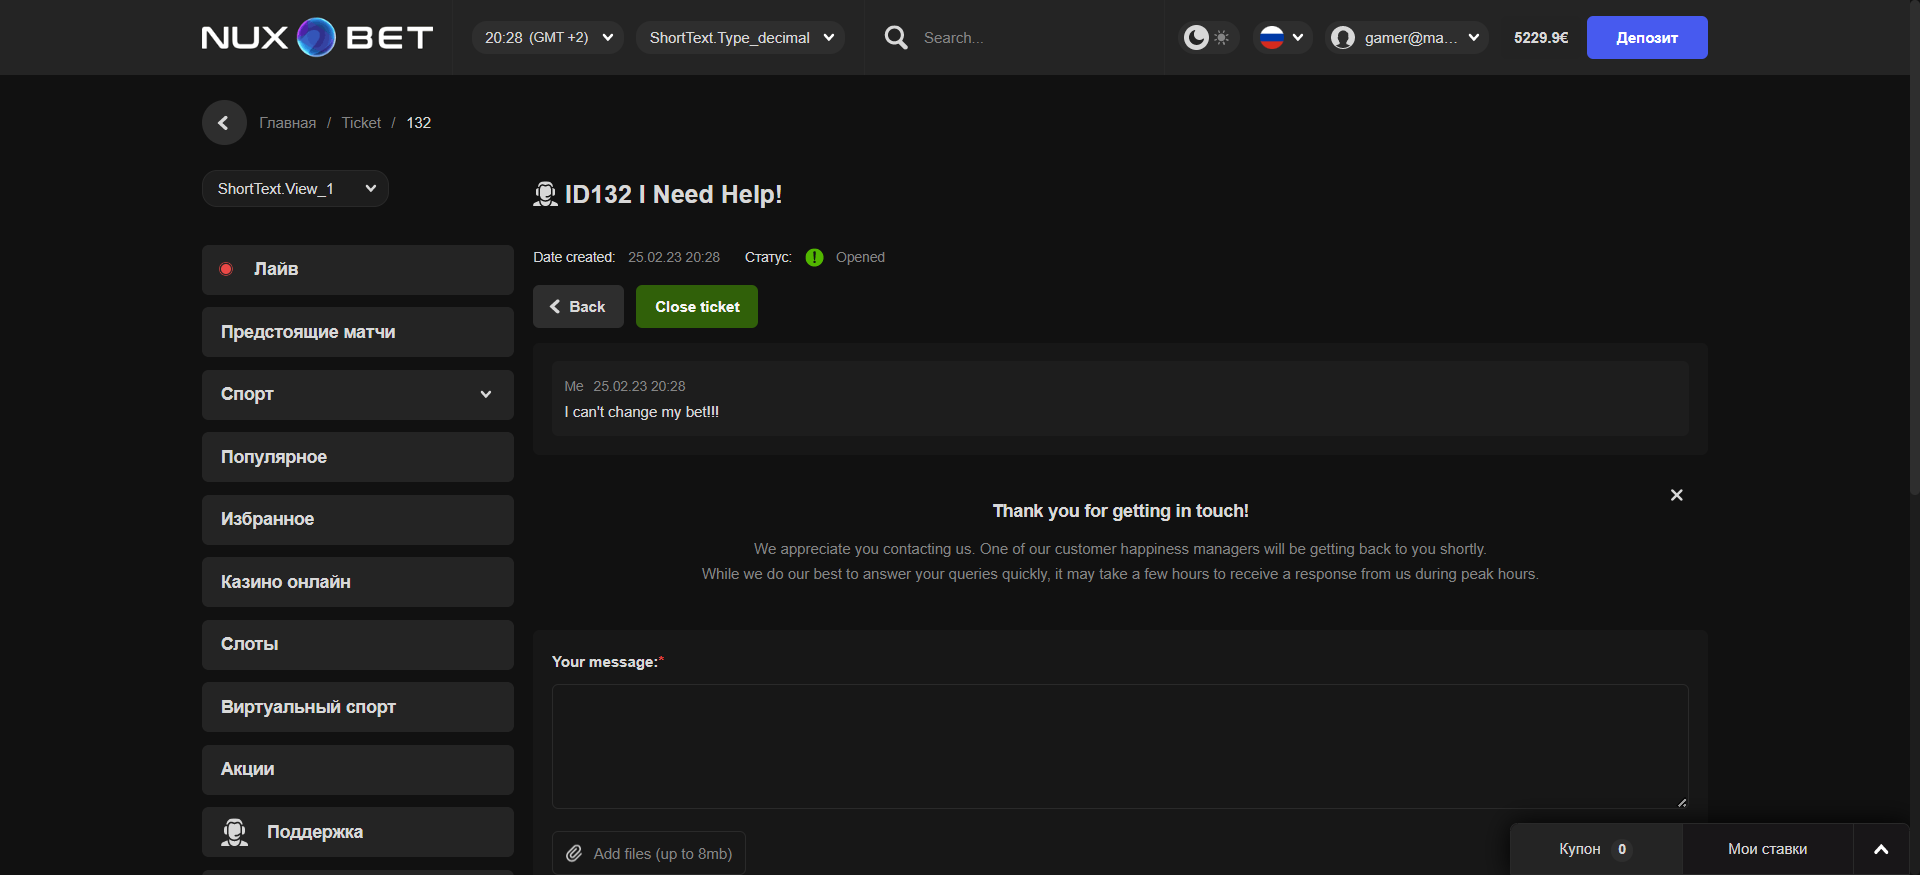 NUXBET
20:28 (GMT +2)
ShortText.Type_decimal
Search...
gamer@ma...
5229.9€
Депозит
Главная / Ticket / 132
ShortText.View_1
Лайв
Предстоящие матчи
Спорт
Популярное
Избранное
Казино онлайн
Слоты
Виртуальный спорт
Акции
Поддержка
ID132 I Need Help!
Date created: 25.02.23 20:28 Статус: Opened
Back
Close ticket
Me 25.02.23 20:28
I can't change my bet!!!
Thank you for getting in touch!
We appreciate you contacting us. One of our customer happiness managers will be getting back to you shortly.
While we do our best to answer your queries quickly, it may take a few hours to receive a response from us during peak hours.
Your message:*
Add files (up to 8mb)
Купон 0
Мои ставки